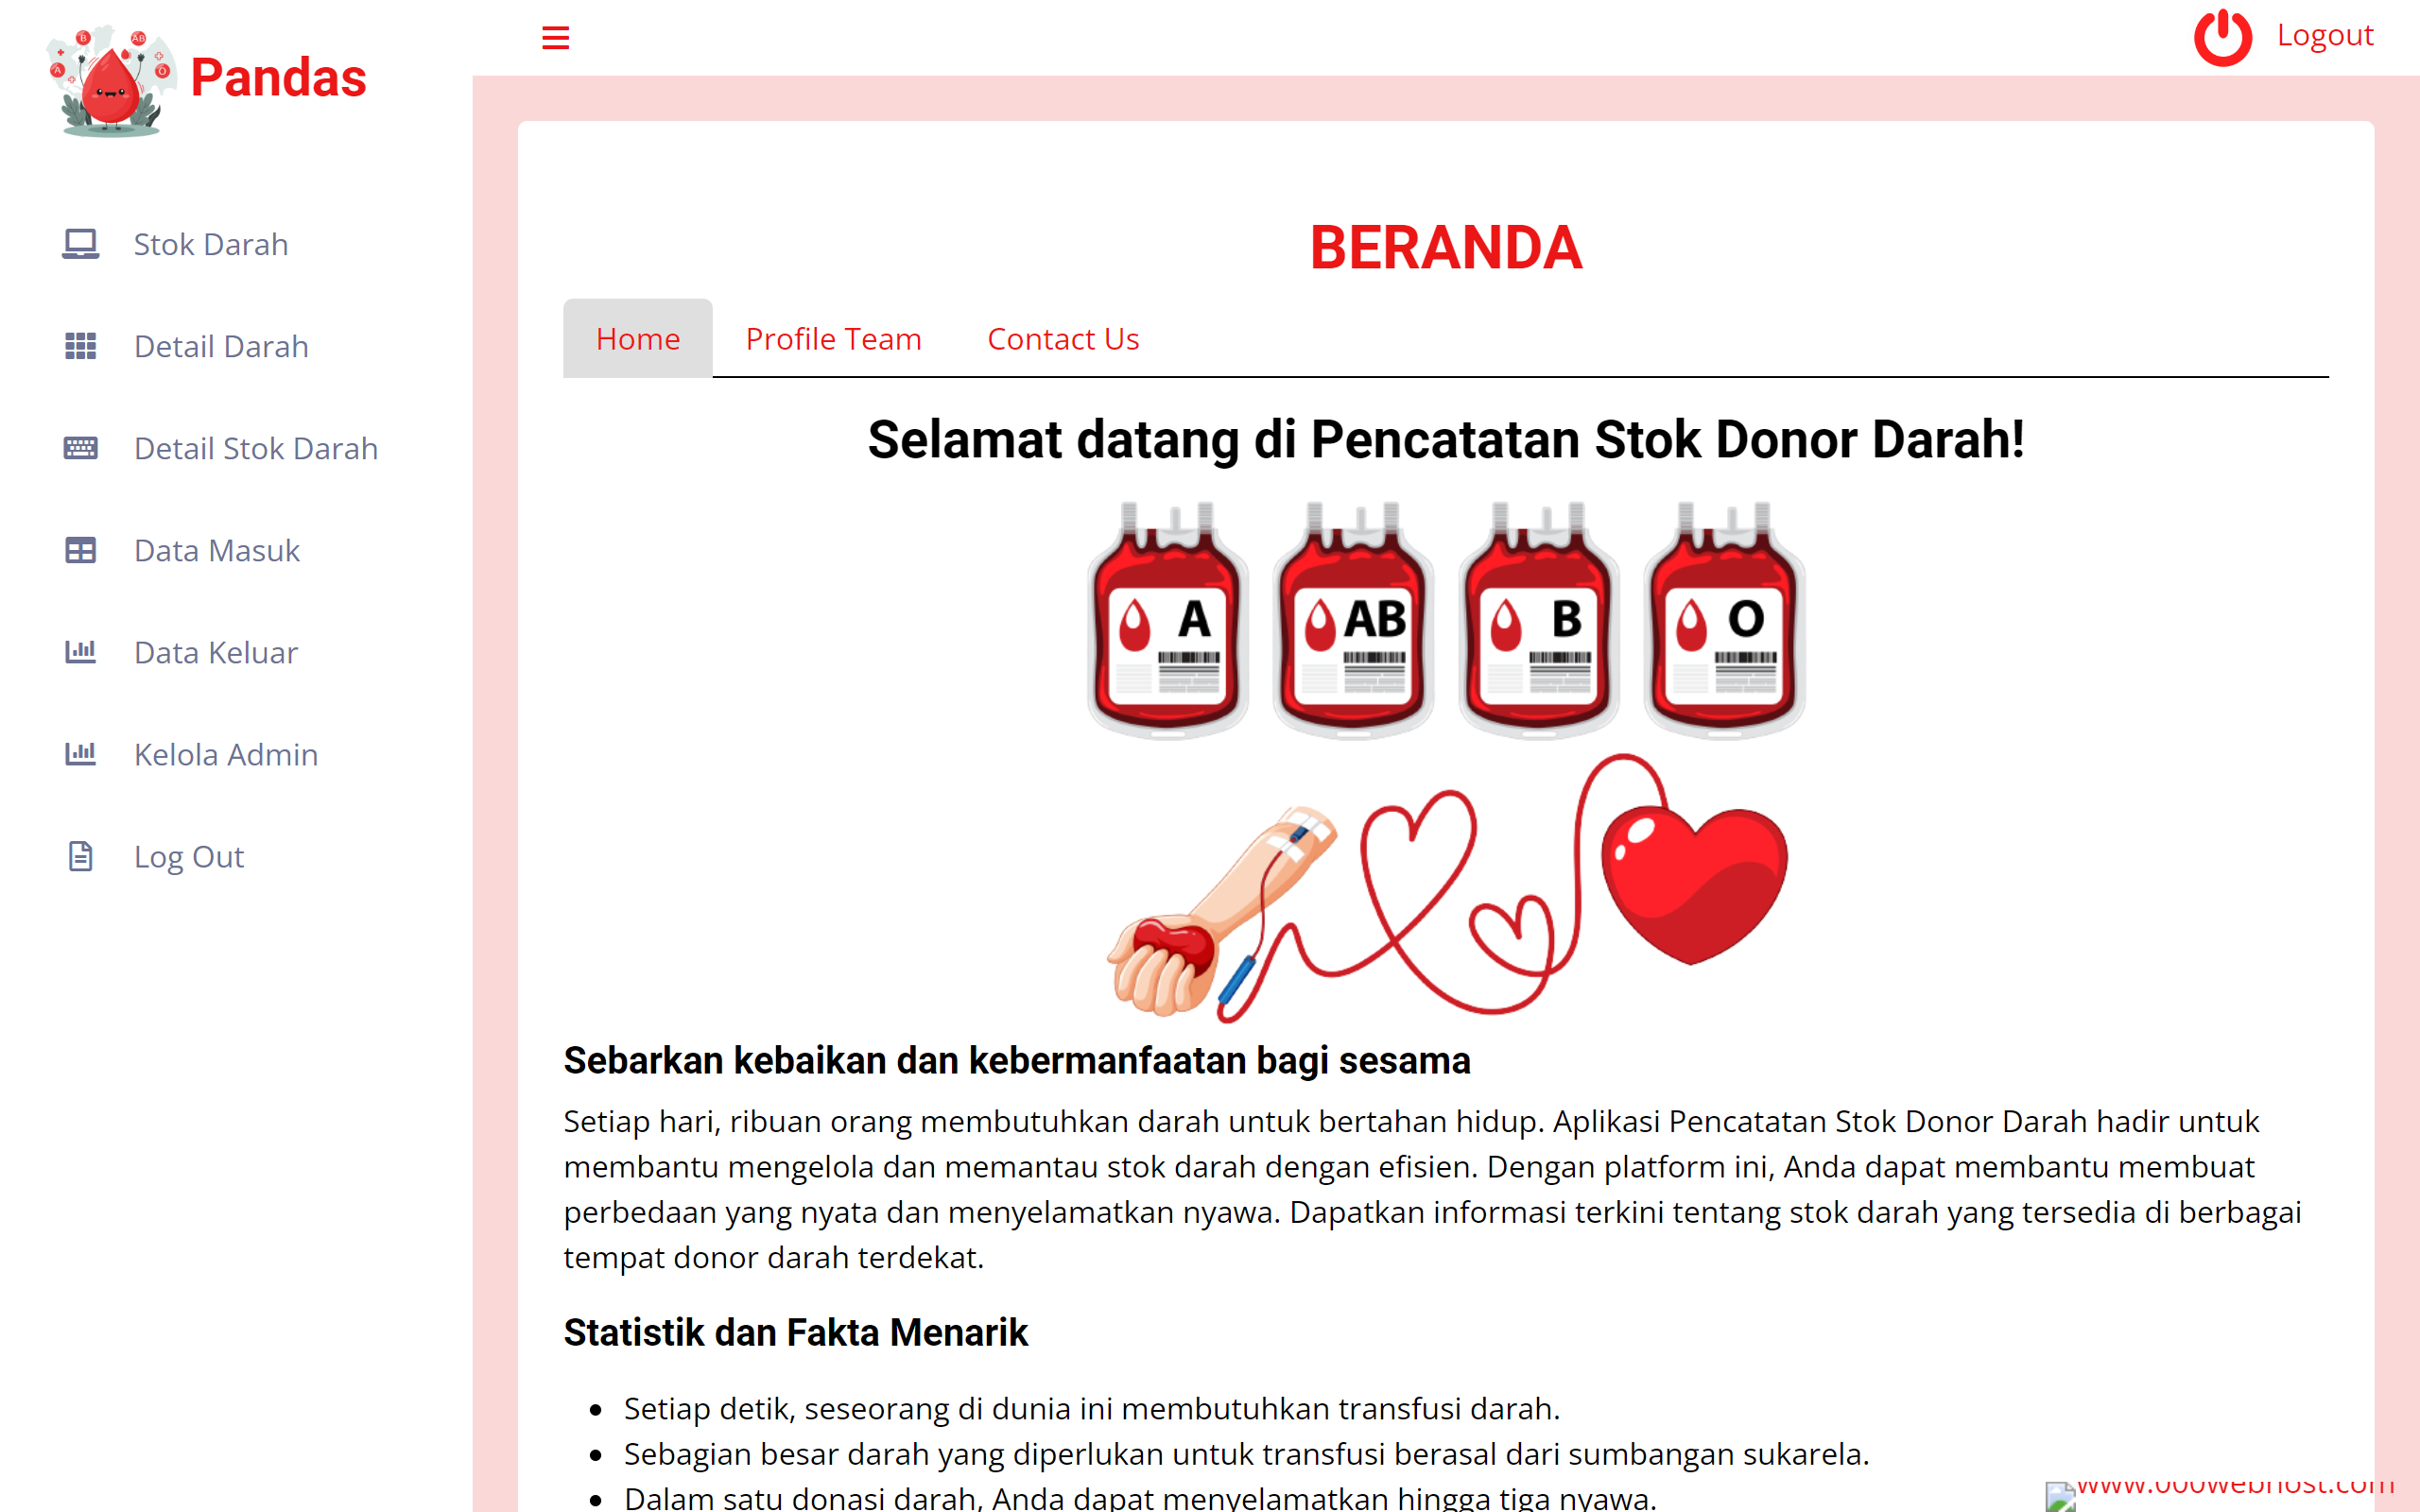 Pandas
Logout
Stok Darah
Detail Darah
Detail Stok Darah
Data Masuk
Data Keluar
Kelola Admin
Log Out
BERANDA
Home
Profile Team
Contact Us
Selamat datang di Pencatatan Stok Donor Darah!
A
AB
B
O
Sebarkan kebaikan dan kebermanfaatan bagi sesama
Setiap hari, ribuan orang membutuhkan darah untuk bertahan hidup. Aplikasi Pencatatan Stok Donor Darah hadir untuk
membantu mengelola dan memantau stok darah dengan efisien. Dengan platform ini, Anda dapat membantu membuat
perbedaan yang nyata dan menyelamatkan nyawa. Dapatkan informasi terkini tentang stok darah yang tersedia di berbagai
tempat donor darah terdekat.
Statistik dan Fakta Menarik
Setiap detik, seseorang di dunia ini membutuhkan transfusi darah.
Sebagian besar darah yang diperlukan untuk transfusi berasal dari sumbangan sukarela.
Dalam satu donasi darah, Anda dapat menyelamatkan hingga tiga nyawa.
www.000webhost.com